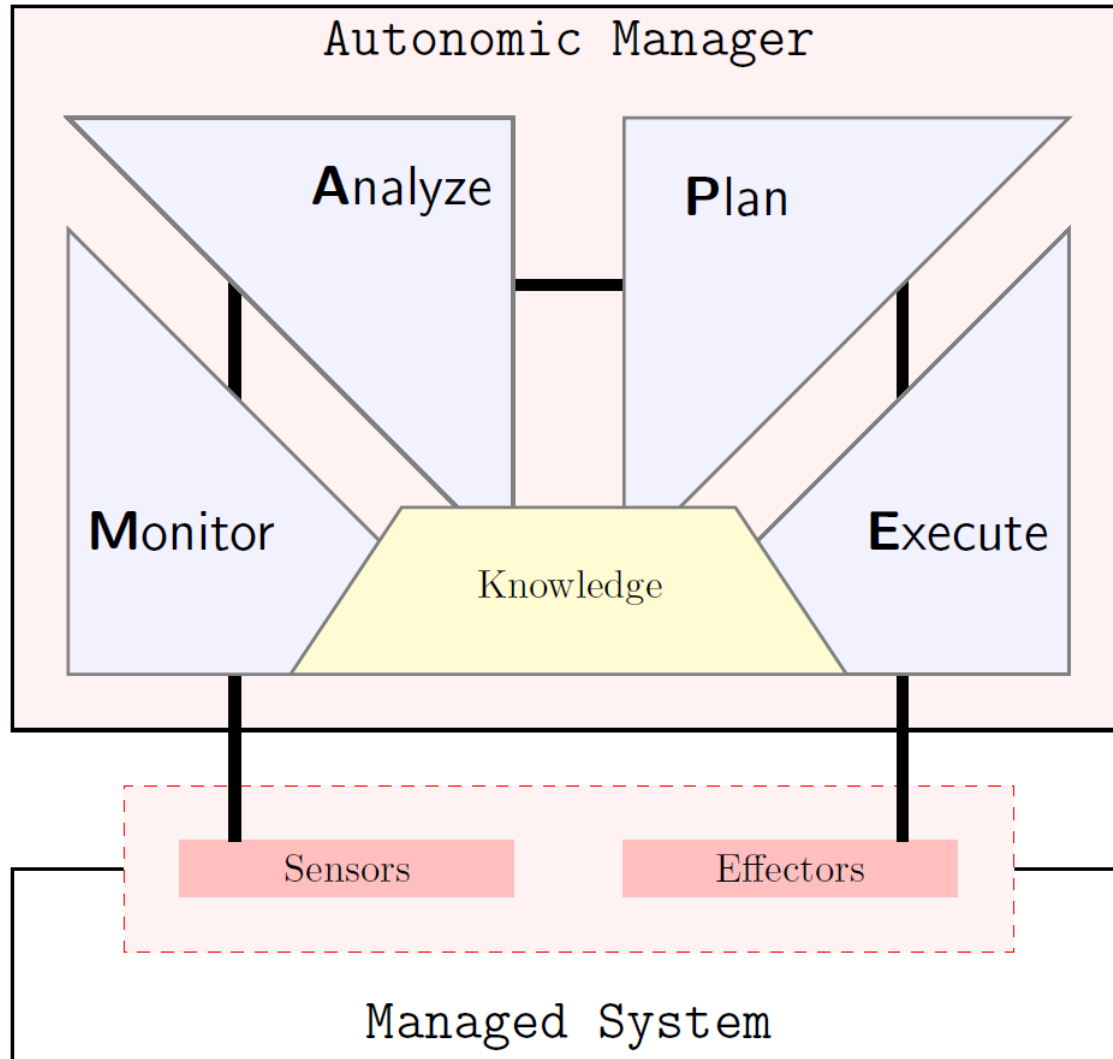 Autonomic Manager
Analyze
Plan
Monitor
Execute
Knowledge
Sensors
Effectors
Managed System